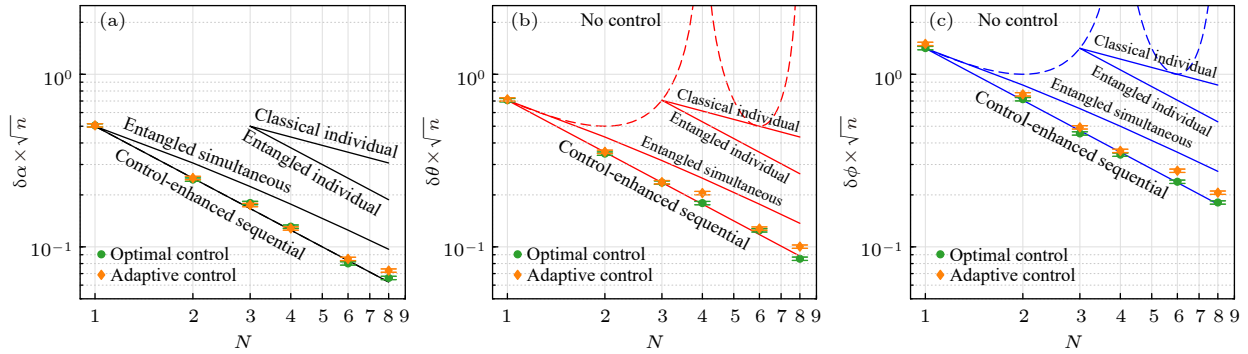 (a)
δα×√n
10⁰
10⁻¹
Classical individual
Entangled individual
Entangled simultaneous
Control-enhanced sequential
Optimal control
Adaptive control
1 2 3 4 5 6 7 8 9
N
(b)
No control
δθ×√n
10⁰
10⁻¹
Classical individual
Entangled individual
Entangled simultaneous
Control-enhanced sequential
Optimal control
Adaptive control
1 2 3 4 5 6 7 8 9
N
(c)
No control
δϕ×√n
10⁰
10⁻¹
Classical individual
Entangled individual
Entangled simultaneous
Control-enhanced sequential
Optimal control
Adaptive control
1 2 3 4 5 6 7 8 9
N